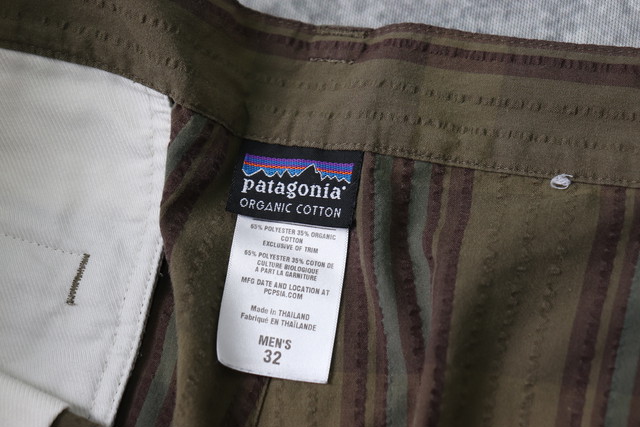 patagonia®
ORGANIC COTTON
65% POLYESTER 35% ORGANIC
COTTON
EXCLUSIVE OF TRIM
65% POLYESTER 35% COTON DE
CULTURE BIOLOGIQUE
A PART LA GARNITURE
MFG DATE AND LOCATION AT
PCPSIA.COM
Made in THAILAND
Fabriqué EN THAÏLANDE
MEN'S
32